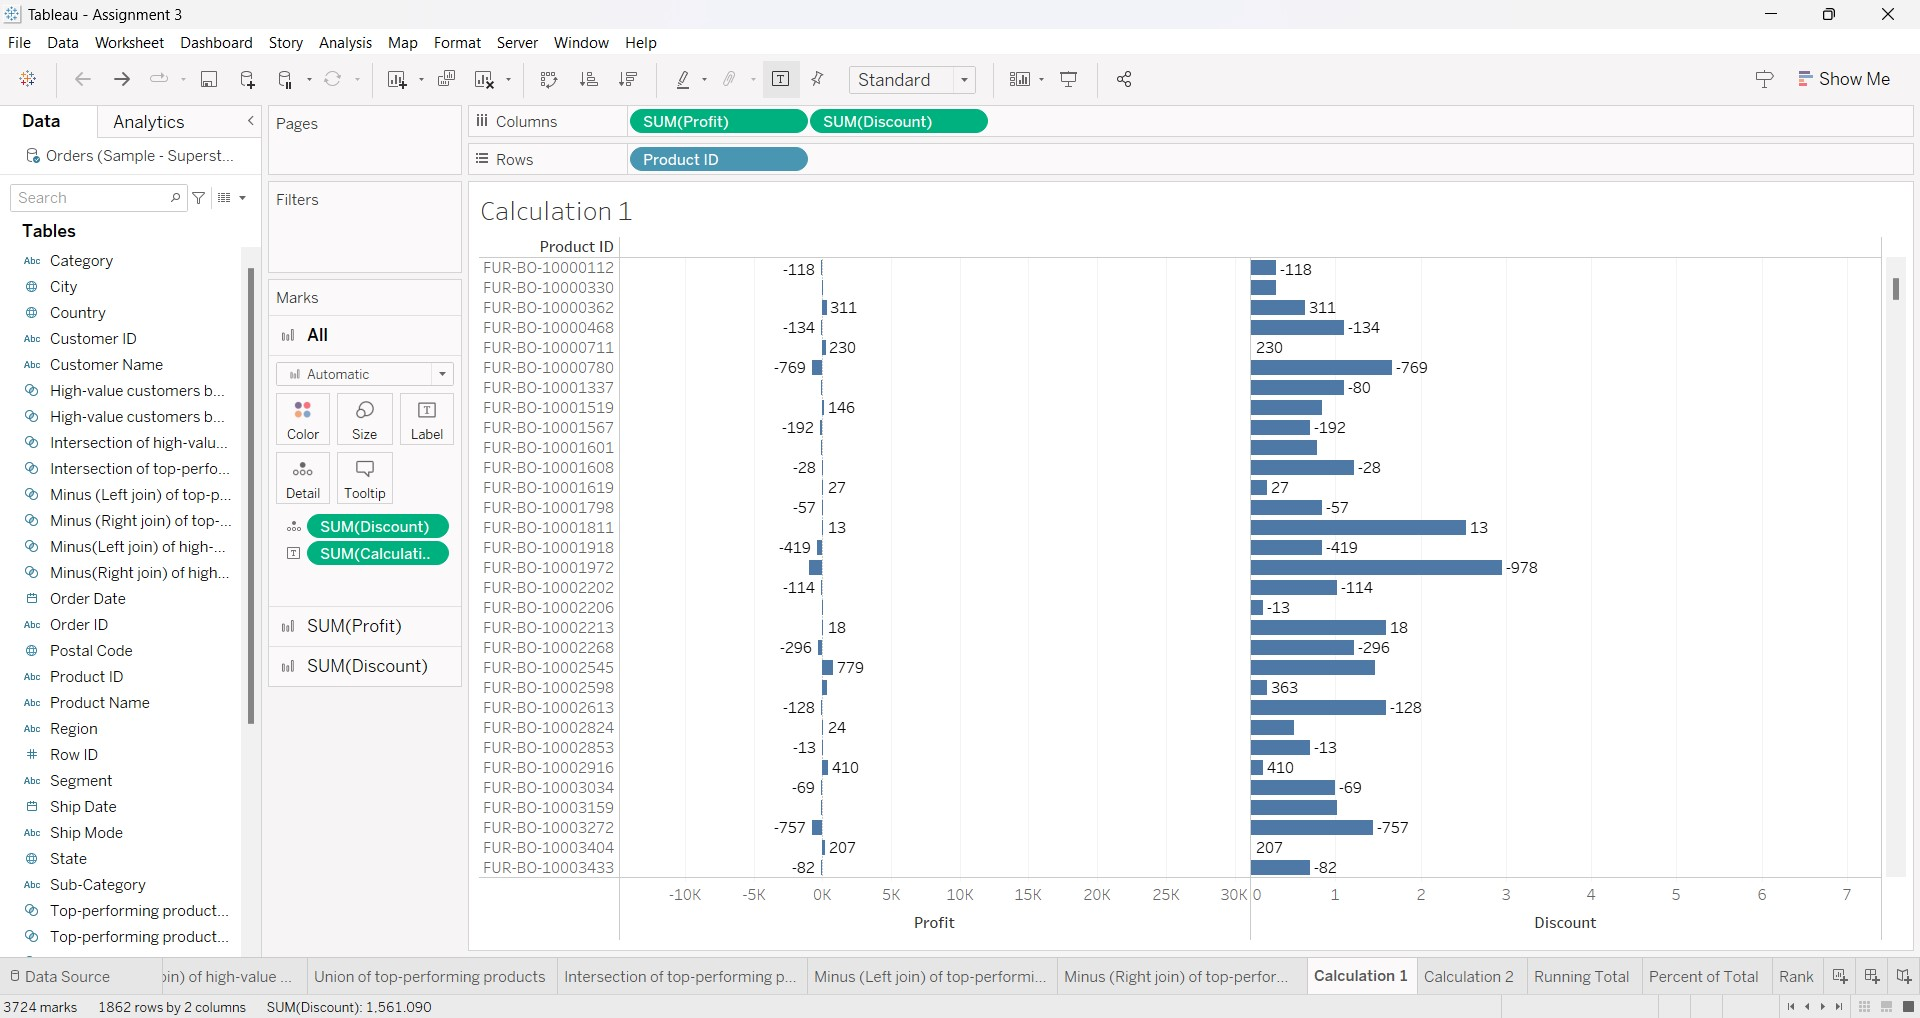 Tableau - Assignment 3
File Data Worksheet Dashboard Story Analysis Map Format Server Window Help
Standard
Show Me
Data Analytics
Orders (Sample - Superst...
Search
Tables
Category
City
Country
Customer ID
Customer Name
High-value customers b...
High-value customers b...
Intersection of high-valu...
Intersection of top-perfo...
Minus (Left join) of top-p...
Minus (Right join) of top-...
Minus(Left join) of high-...
Minus(Right join) of high...
Order Date
Order ID
Postal Code
Product ID
Product Name
Region
Row ID
Segment
Ship Date
Ship Mode
State
Sub-Category
Top-performing product...
Top-performing product...
Pages
Filters
Marks
All
Automatic
Color Size Label
Detail Tooltip
SUM(Discount)
SUM(Calculati..
SUM(Profit)
SUM(Discount)
Columns SUM(Profit) SUM(Discount)
Rows Product ID
Calculation 1
Product ID
FUR-BO-10000112 -118 -118
FUR-BO-10000330
FUR-BO-10000362 311 311
FUR-BO-10000468 -134 -134
FUR-BO-10000711 230 230
FUR-BO-10000780 -769 -769
FUR-BO-10001337 -80
FUR-BO-10001519 146
FUR-BO-10001567 -192 -192
FUR-BO-10001601
FUR-BO-10001608 -28 -28
FUR-BO-10001619 27 27
FUR-BO-10001798 -57 -57
FUR-BO-10001811 13 13
FUR-BO-10001918 -419 -419
FUR-BO-10001972 -978
FUR-BO-10002202 -114 -114
FUR-BO-10002206 -13
FUR-BO-10002213 18 18
FUR-BO-10002268 -296 -296
FUR-BO-10002545 779
FUR-BO-10002598 363
FUR-BO-10002613 -128 -128
FUR-BO-10002824 24
FUR-BO-10002853 -13 -13
FUR-BO-10002916 410 410
FUR-BO-10003034 -69 -69
FUR-BO-10003159
FUR-BO-10003272 -757 -757
FUR-BO-10003404 207 207
FUR-BO-10003433 -82 -82
-10K -5K 0K 5K 10K 15K 20K 25K 30K 0 1 2 3 4 5 6 7
Profit Discount
Data Source oin) of high-value ... Union of top-performing products Intersection of top-performing p... Minus (Left join) of top-performi... Minus (Right join) of top-perfor... Calculation 1 Calculation 2 Running Total Percent of Total Rank
3724 marks 1862 rows by 2 columns SUM(Discount): 1,561.090